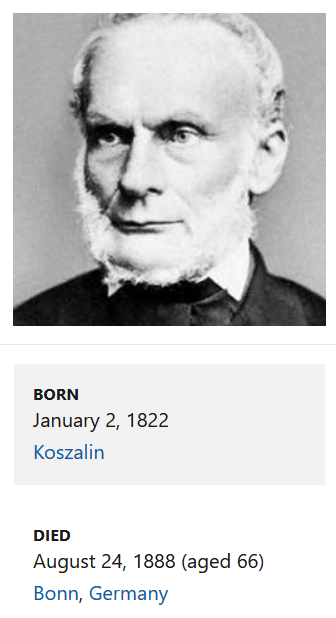 BORN
January 2, 1822
Koszalin
DIED
August 24, 1888 (aged 66)
Bonn, Germany